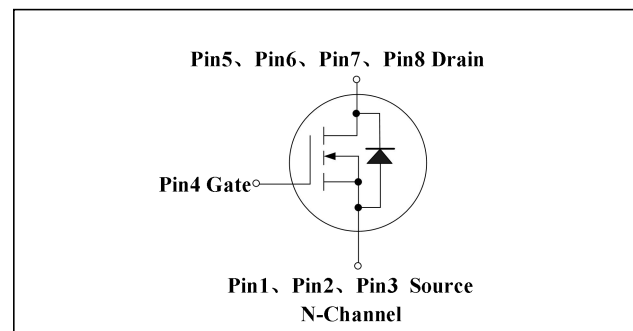 Pin5、Pin6、Pin7、Pin8 Drain
Pin4 Gate
Pin1、Pin2、Pin3 Source
N-Channel